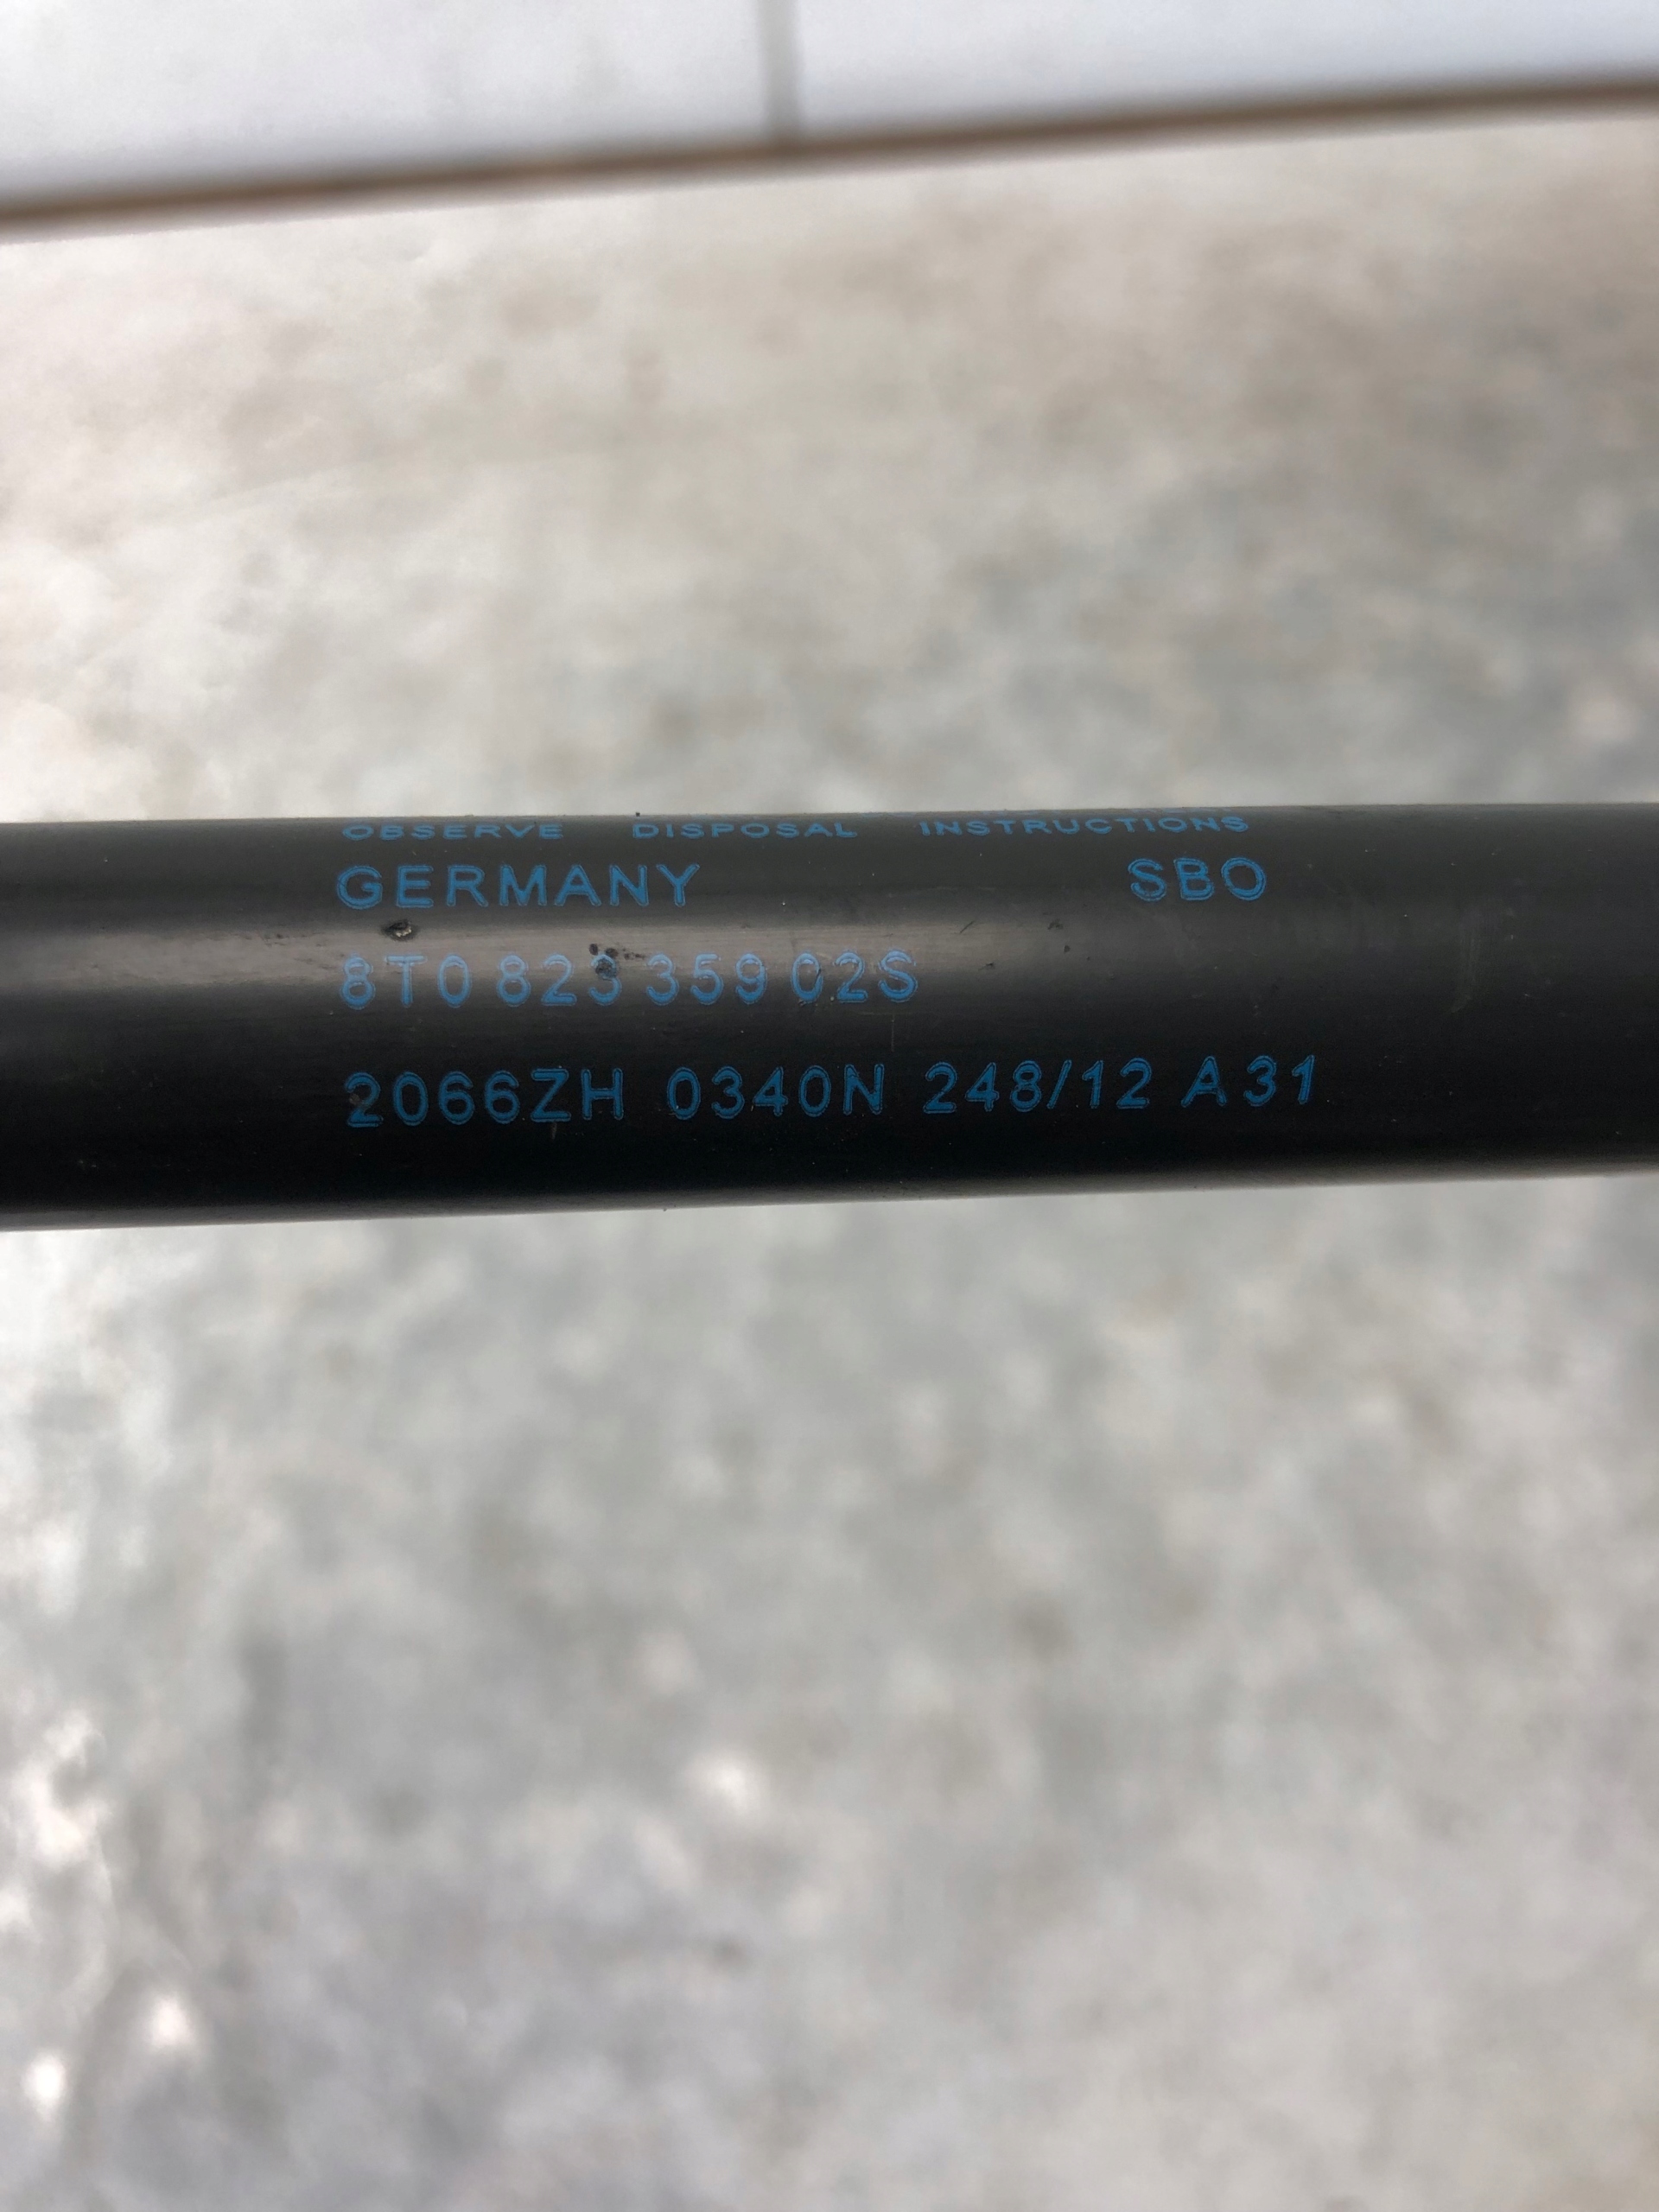 OBSERVE DISPOSAL INSTRUCTIONS
GERMANY SBO
8T0 823 359 02S
2066ZH 0340N 248/12 A31